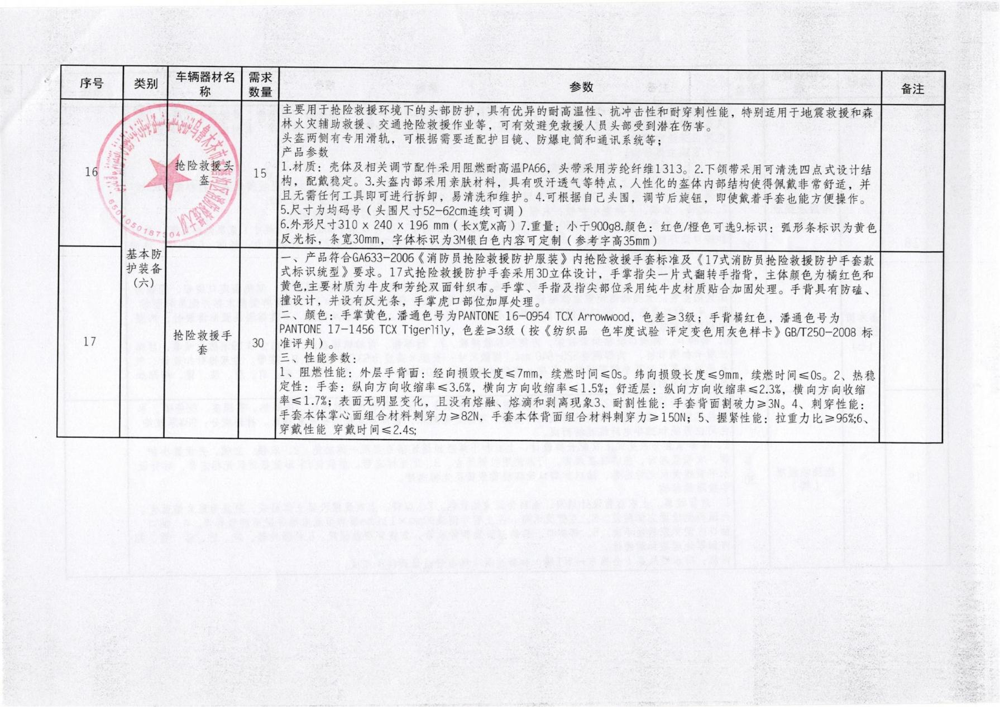 序号
类别
车辆器材名
称
需求
数量
参数
备注
16
抢险救援头
盔
15
主要用于抢险救援环境下的头部防护，具有优异的耐高温性、抗冲击性和耐穿刺性能，特别适用于地震救援和森
林火灾辅助救援、交通抢险救援作业等，可有效避免救援人员头部受到潜在伤害。
头盔两侧有专用滑轨，可根据需要适配护目镜、防爆电筒和通讯系统等；
产品参数
1.材质：壳体及相关调节配件采用阻燃耐高温PA66，头带采用芳纶纤维1313。2.下颌带采用可清洗四点式设计结
构，配戴稳定。3.头盔内部采用亲肤材料，具有吸汗透气等特点，人性化的盔体内部结构使得佩戴非常舒适，并
且无需任何工具即可进行拆卸，易清洗和维护。4.可根据自己头围，调节后旋钮，即使戴着手套也能方便操作。
5.尺寸为均码号（头围尺寸52-62cm连续可调）
6.外形尺寸310 x 240 x 196 mm（长x宽x高）7.重量：小于900g8.颜色：红色/橙色可选9.标识：弧形条标识为黄色
反光标，条宽30mm，字体标识为3M银白色内容可定制（参考字高35mm）
基本防
护装备
(六)
17
抢险救援手
套
30
一、产品符合GA633-2006《消防员抢险救援防护服装》内抢险救援手套标准及《17式消防员抢险救援防护手套款
式标识统型》要求。17式抢险救援防护手套采用3D立体设计，手掌指尖一片式翻转手指背，主体颜色为橘红色和
黄色,主要材质为牛皮和芳纶双面针织布。手掌、手指及指尖部位采用纯牛皮材质贴合加固处理。手背具有防磕、
撞设计，并设有反光条，手掌虎口部位加厚处理。
二、颜色：手掌黄色,潘通色号为PANTONE 16-0954 TCX Arrowwood，色差≥3级；手背橘红色，潘通色号为
PANTONE 17-1456 TCX Tigerlily，色差≥3级（按《纺织品 色牢度试验 评定变色用灰色样卡》GB/T250-2008 标
准评判）。
三、性能参数：
1、阻燃性能：外层手背面：经向损毁长度≤7mm，续燃时间≤0s。纬向损毁长度≤9mm，续燃时间≤0s。2、热稳
定性：手套：纵向方向收缩率≤3.6%，横向方向收缩率≤1.5%；舒适层：纵向方向收缩率≤2.3%，横向方向收缩
率≤1.7%；表面无明显变化，且没有熔融、熔滴和剥离现象3、耐割性能：手套背面割破力≥3N。4、刺穿性能：
手套本体掌心面组合材料刺穿力≥82N，手套本体背面组合材料刺穿力≥150N；5、握紧性能：拉重力比≥96%;6、
穿戴性能 穿戴时间≤2.4s;
6504050187304